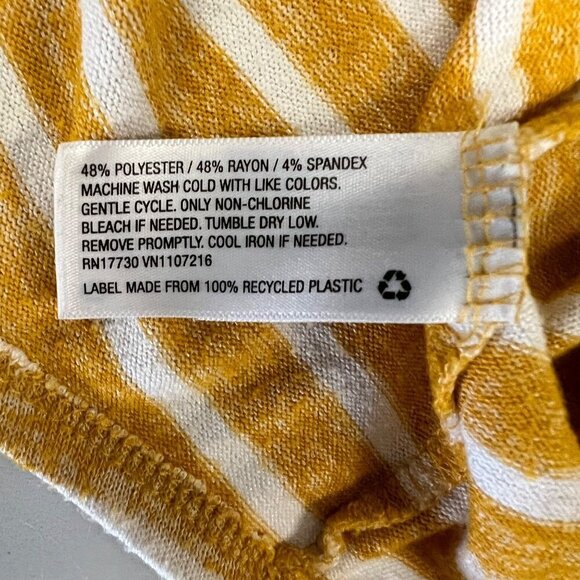 48% POLYESTER / 48% RAYON / 4% SPANDEX
MACHINE WASH COLD WITH LIKE COLORS.
GENTLE CYCLE. ONLY NON-CHLORINE
BLEACH IF NEEDED. TUMBLE DRY LOW.
REMOVE PROMPTLY. COOL IRON IF NEEDED.
RN17730 VN1107216
LABEL MADE FROM 100% RECYCLED PLASTIC